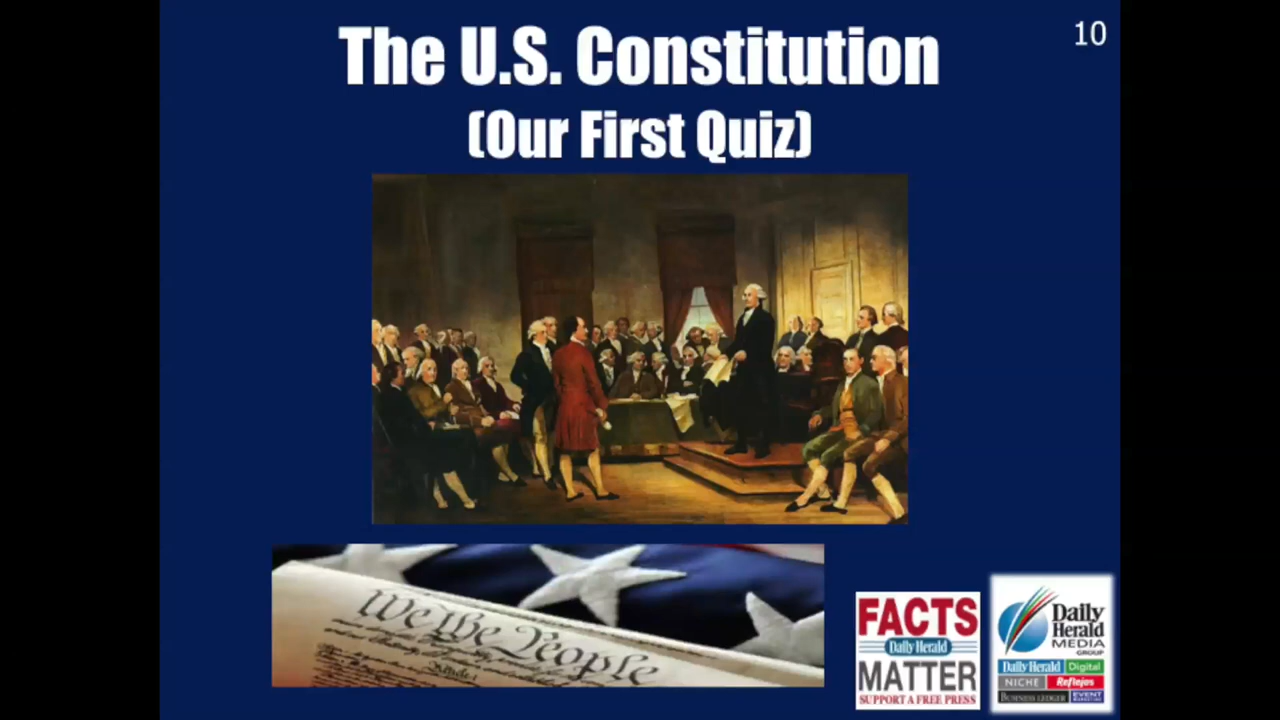 The U.S. Constitution
10
(Our First Quiz)
We the People
Article I
FACTS
Daily Herald
MATTER
SUPPORT A FREE PRESS
Daily
Herald
MEDIA
GROUP
Daily Herald Digital
NICHE Reflejos
BUSINESS LEDGER EVENT